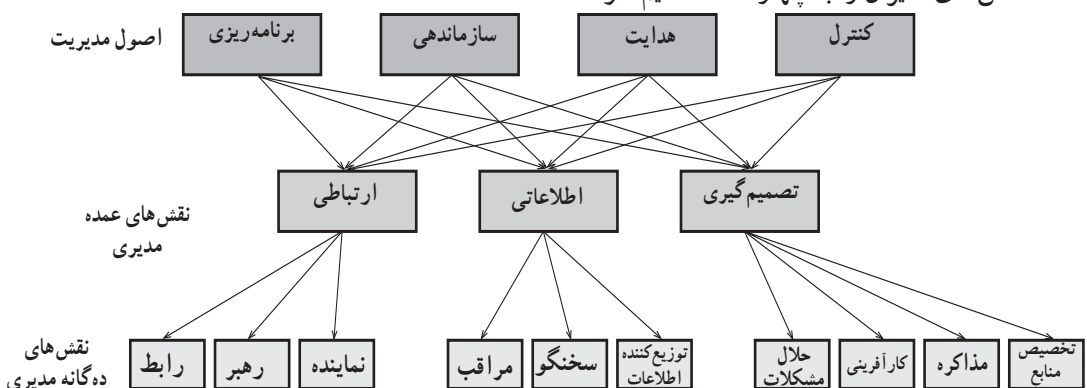 اصول مدیریت
برنامه‌ریزی
سازماندهی
هدایت
کنترل
نقش‌های عمده
مدیری
ارتباطی
اطلاعاتی
تصمیم‌گیری
نقش‌های
ده‌گانه مدیری
رابط
رهبر
نماینده
مراقب
سخنگو
توزیع‌کننده
اطلاعات
حلال
مشکلات
کارآفرینی
مذاکره
تخصیص
منابع